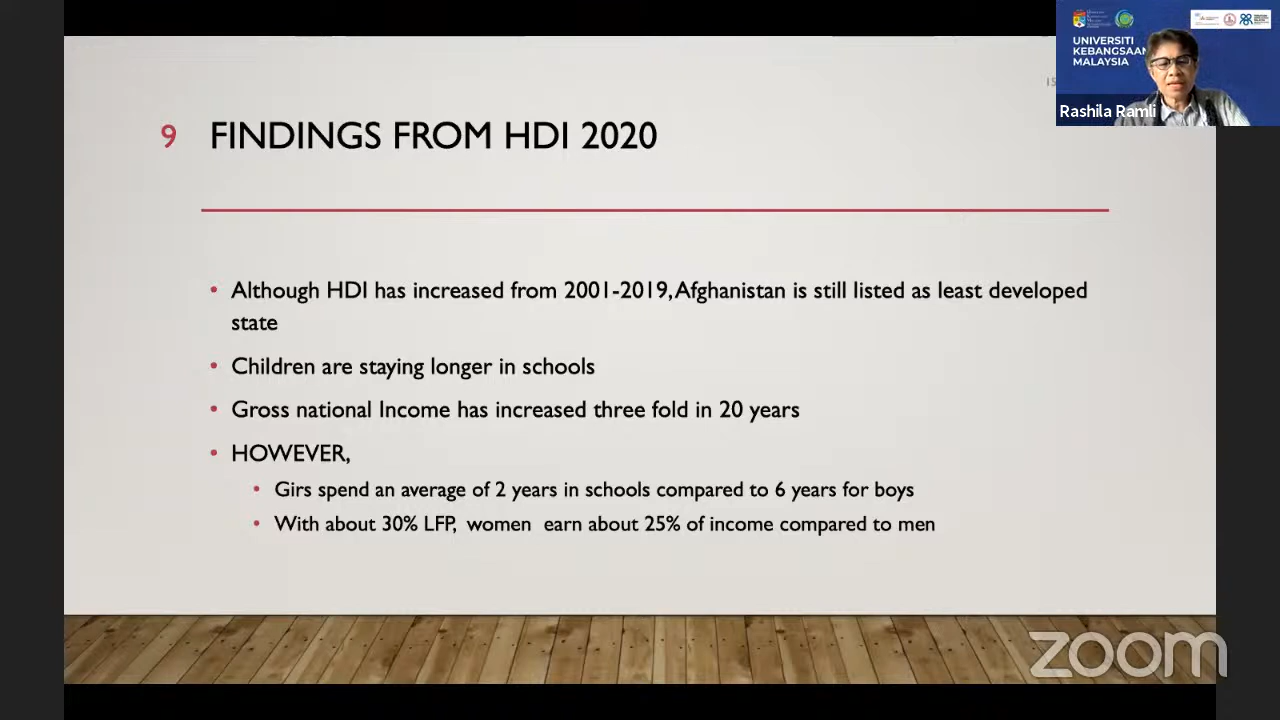 UNIVERSITI
KEBANGSAAN
MALAYSIA
Rashila Ramli
9 FINDINGS FROM HDI 2020
• Although HDI has increased from 2001-2019, Afghanistan is still listed as least developed
state
• Children are staying longer in schools
• Gross national Income has increased three fold in 20 years
• HOWEVER,
• Girs spend an average of 2 years in schools compared to 6 years for boys
• With about 30% LFP, women earn about 25% of income compared to men
zoom